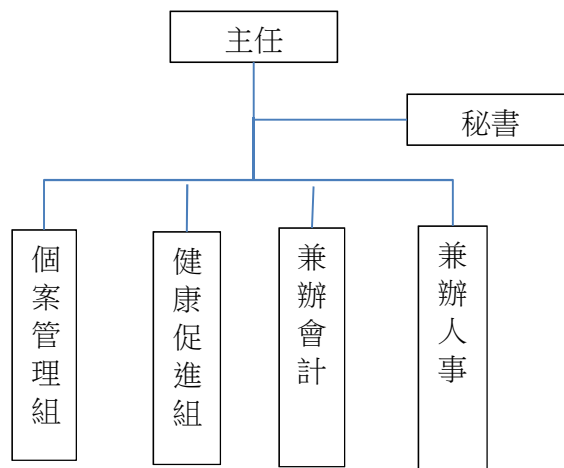 主任
秘書
個案管理組
健康促進組
兼辦會計
兼辦人事